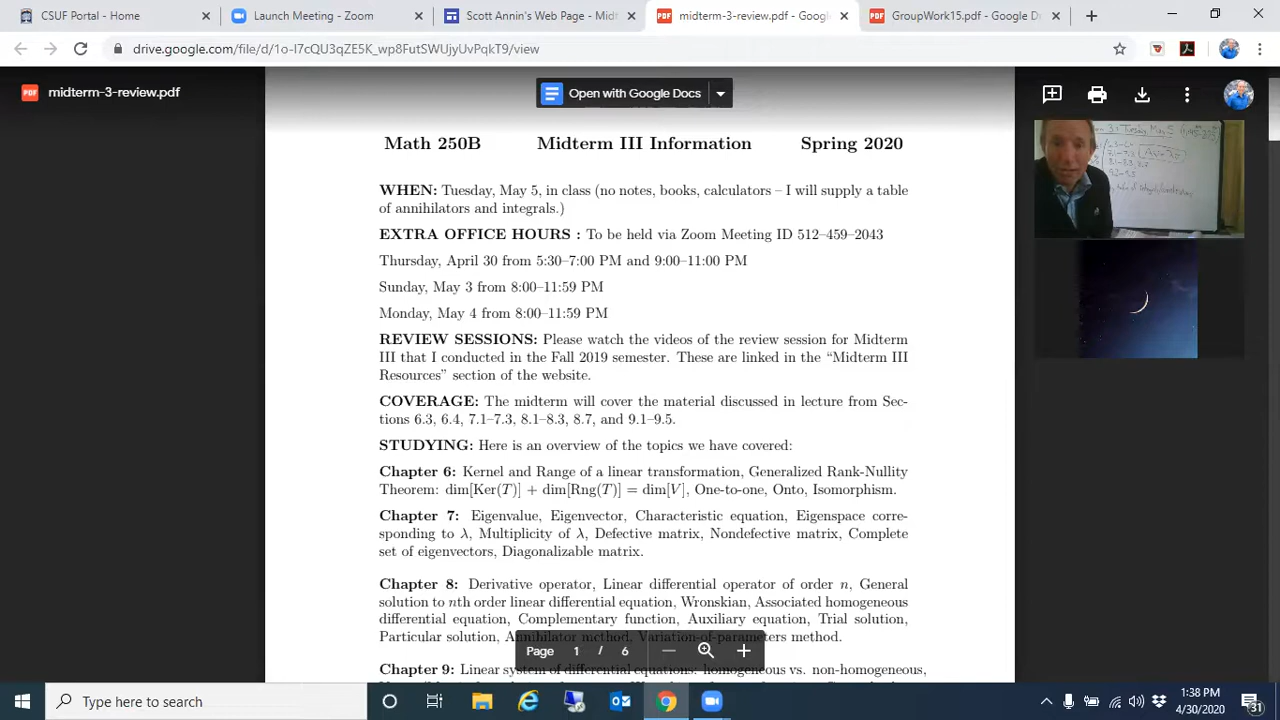 CSUF Portal - Home
Launch Meeting - Zoom
Scott Annin's Web Page - Midt
midterm-3-review.pdf - Google
GroupWork15.pdf - Google D
drive.google.com/file/d/1o-I7cQU3qZE5K_wp8FutSWUjyUvPqkT9/view
PDF midterm-3-review.pdf
Open with Google Docs
Math 250B Midterm III Information Spring 2020
WHEN: Tuesday, May 5, in class (no notes, books, calculators – I will supply a table
of annihilators and integrals.)
EXTRA OFFICE HOURS : To be held via Zoom Meeting ID 512–459–2043
Thursday, April 30 from 5:30–7:00 PM and 9:00–11:00 PM
Sunday, May 3 from 8:00–11:59 PM
Monday, May 4 from 8:00–11:59 PM
REVIEW SESSIONS: Please watch the videos of the review session for Midterm
III that I conducted in the Fall 2019 semester. These are linked in the “Midterm III
Resources” section of the website.
COVERAGE: The midterm will cover the material discussed in lecture from Sec-
tions 6.3, 6.4, 7.1–7.3, 8.1–8.3, 8.7, and 9.1–9.5.
STUDYING: Here is an overview of the topics we have covered:
Chapter 6: Kernel and Range of a linear transformation, Generalized Rank-Nullity
Theorem: dim[Ker(T)] + dim[Rng(T)] = dim[V], One-to-one, Onto, Isomorphism.
Chapter 7: Eigenvalue, Eigenvector, Characteristic equation, Eigenspace corre-
sponding to λ, Multiplicity of λ, Defective matrix, Nondefective matrix, Complete
set of eigenvectors, Diagonalizable matrix.
Chapter 8: Derivative operator, Linear differential operator of order n, General
solution to nth order linear differential equation, Wronskian, Associated homogeneous
differential equation, Complementary function, Auxiliary equation, Trial solution,
Particular solution, Annihilator method, Variation-of-parameters method.
Page 1 / 6
Chapter 9: Linear system of differential equations: homogeneous vs. non-homogeneous,
Type here to search
1:38 PM
4/30/2020
31